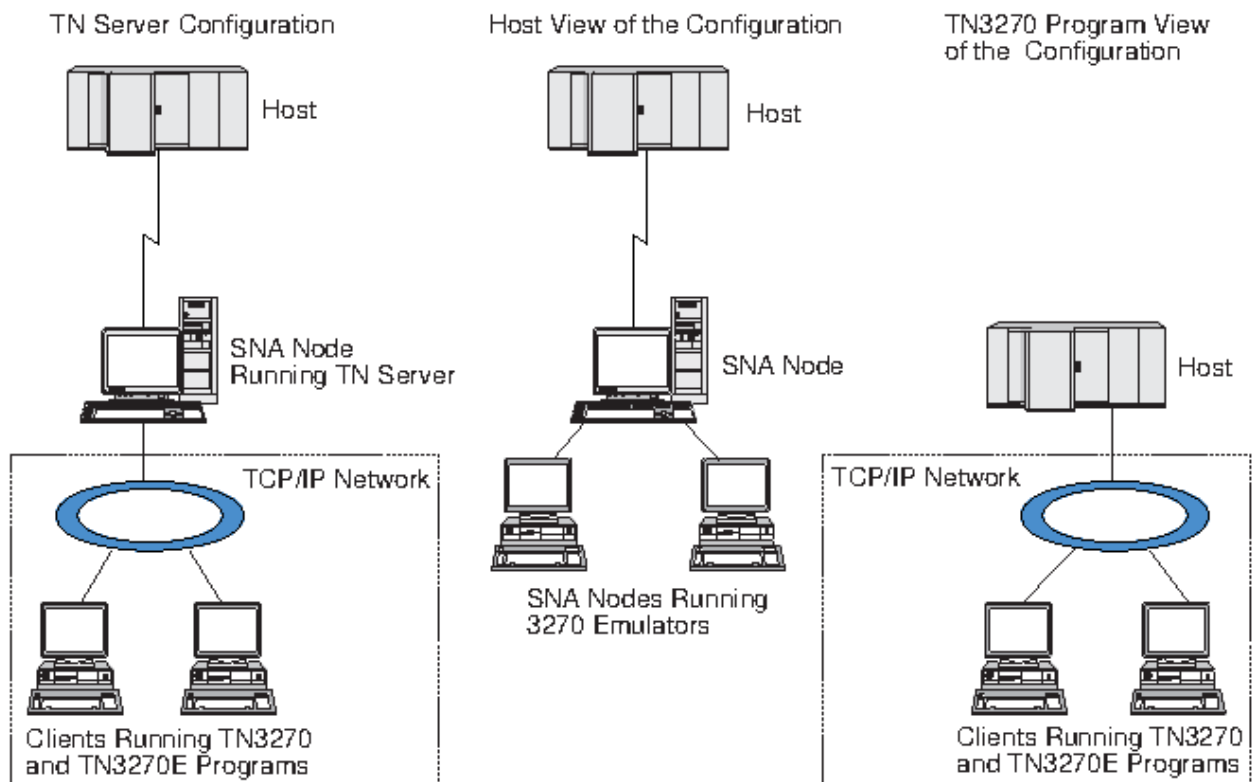 TN Server Configuration
Host
SNA Node
Running TN Server
TCP/IP Network
Clients Running TN3270
and TN3270E Programs
Host View of the Configuration
Host
SNA Node
SNA Nodes Running
3270 Emulators
TN3270 Program View
of the Configuration
Host
TCP/IP Network
Clients Running TN3270
and TN3270E Programs